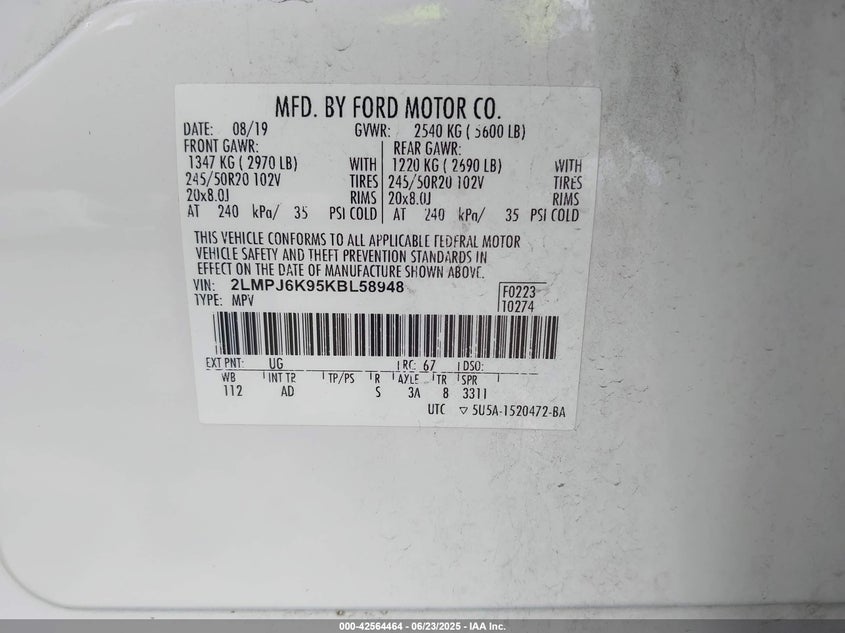 MFD. BY FORD MOTOR CO.
DATE: 08/19 GVWR: 2540 KG ( 5600 LB)
FRONT GAWR: REAR GAWR:
1347 KG ( 2970 LB) WITH 1220 KG ( 2690 LB) WITH
245/50R20 102V TIRES 245/50R20 102V TIRES
20x8.0J RIMS 20x8.0J RIMS
AT 240 kPa/ 35 PSI COLD AT 240 kPa/ 35 PSI COLD
THIS VEHICLE CONFORMS TO ALL APPLICABLE FEDERAL MOTOR
VEHICLE SAFETY AND THEFT PREVENTION STANDARDS IN
EFFECT ON THE DATE OF MANUFACTURE SHOWN ABOVE.
VIN: 2LMPJ6K95KBL58948
TYPE: MPV
F0223
T0274
EXT PNT: UG RC: 67 DSO:
WB INT TR TP/PS R AXLE TR SPR
112 AD S 3A 8 3311
UTC ▽ 5U5A-1520472-BA
000-42564464 - 06/23/2025 - IAA Inc.